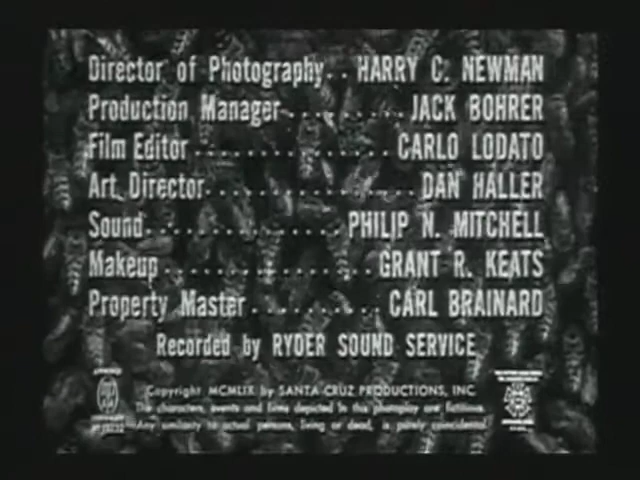 Director of Photography.. HARRY C. NEWMAN
Production Manager......... JACK BOHRER
Film Editor ............... CARLO LODATO
Art Director................ DAN HALLER
Sound............... PHILIP N. MITCHELL
Makeup ................ GRANT R. KEATS
Property Master .......... CARL BRAINARD
Recorded by RYDER SOUND SERVICE
Copyright MCMLIX by SANTA CRUZ PRODUCTIONS, INC.
The characters, events and firms depicted in this photoplay are fictitious.
Any similarity to actual persons, living or dead, is purely coincidental.